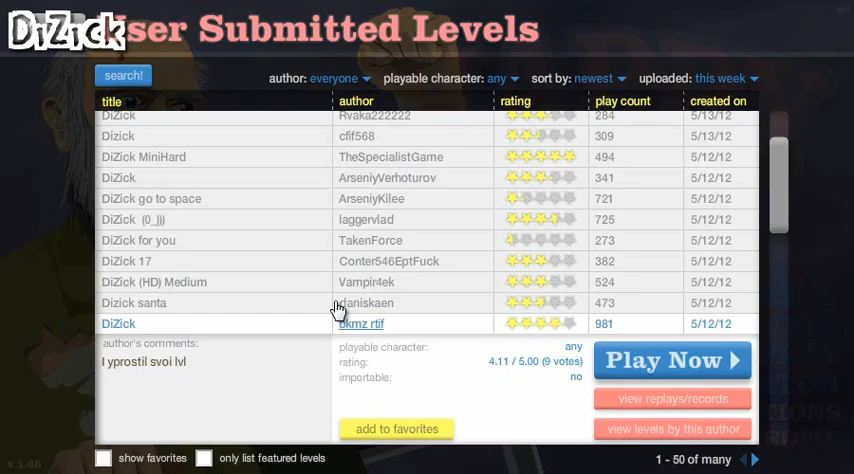 DiZick
User Submitted Levels
search!
author: everyone playable character: any sort by: newest uploaded: this week
title author rating play count created on
DiZick Rvaka222222 284 5/13/12
Dizick cfif568 309 5/13/12
DiZick MiniHard TheSpecialistGame 494 5/12/12
DiZick ArseniyVerhoturov 341 5/12/12
DiZick go to space ArseniyKilee 721 5/12/12
DiZick (0_))) laggervlad 725 5/12/12
DiZick for you TakenForce 273 5/12/12
DiZick 17 Conter546EptFuck 382 5/12/12
DiZick (HD) Medium Vampir4ek 524 5/12/12
Dizick santa daniskaen 473 5/12/12
DiZick bkmz rtif 981 5/12/12
author's comments:
I yprostil svoi lvl
playable character: any
rating: 4.11 / 5.00 (9 votes)
importable: no
Play Now
view replays/records
add to favorites
view levels by this author
show favorites only list featured levels
1 - 50 of many
v 1.65